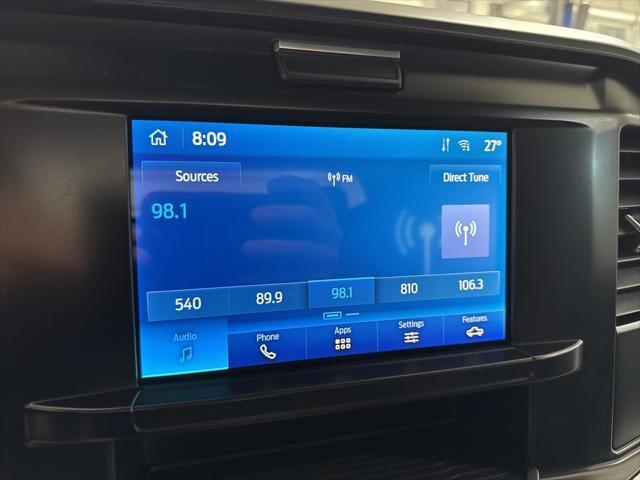 8:09 27°
Sources FM Direct Tune
98.1
540 89.9 98.1 810 106.3
Audio Phone Apps Settings Features